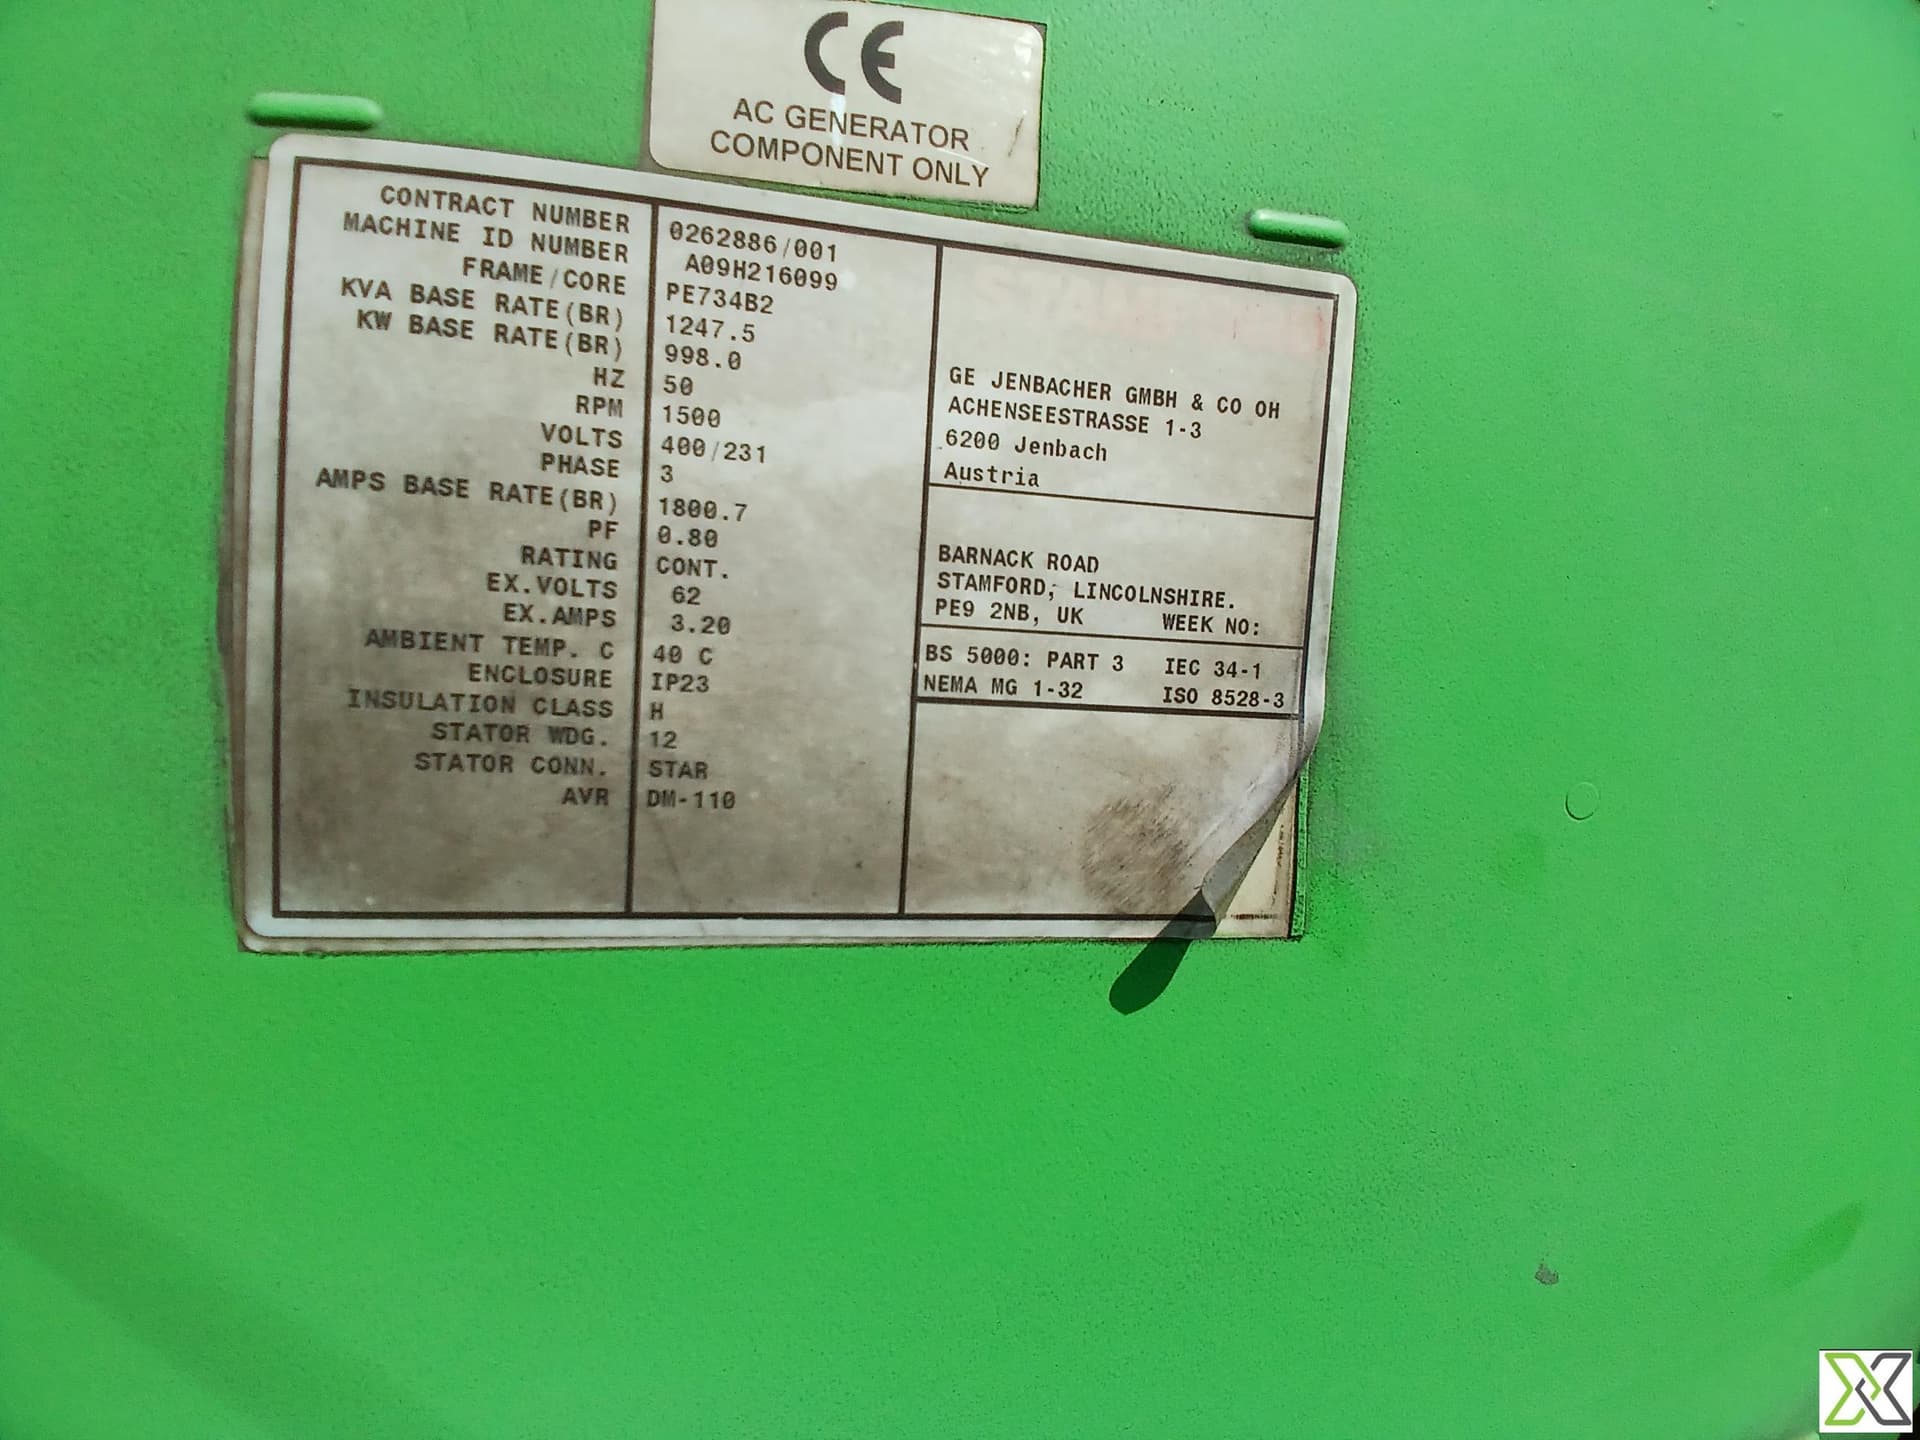 CE
AC GENERATOR
COMPONENT ONLY
CONTRACT NUMBER 0262886/001
MACHINE ID NUMBER A09H216099
FRAME/CORE PE734B2
KVA BASE RATE(BR) 1247.5
KW BASE RATE(BR) 998.0
HZ 50
RPM 1500
VOLTS 400/231
PHASE 3
AMPS BASE RATE(BR) 1800.7
PF 0.80
RATING CONT.
EX.VOLTS 62
EX.AMPS 3.20
AMBIENT TEMP. C 40 C
ENCLOSURE IP23
INSULATION CLASS H
STATOR WDG. 12
STATOR CONN. STAR
AVR DM-110
GE JENBACHER GMBH & CO OH
ACHENSEESTRASSE 1-3
6200 Jenbach
Austria
BARNACK ROAD
STAMFORD, LINCOLNSHIRE.
PE9 2NB, UK WEEK NO:
BS 5000: PART 3 IEC 34-1
NEMA MG 1-32 ISO 8528-3